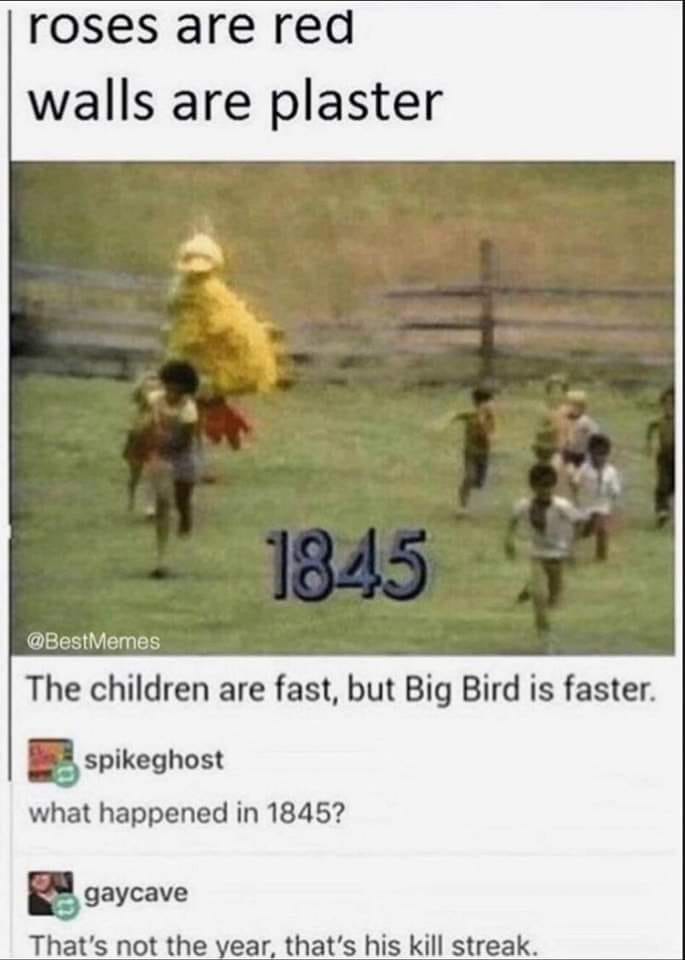 roses are red
walls are plaster
1845
@BestMemes
The children are fast, but Big Bird is faster.
spikeghost
what happened in 1845?
gaycave
That's not the year, that's his kill streak.